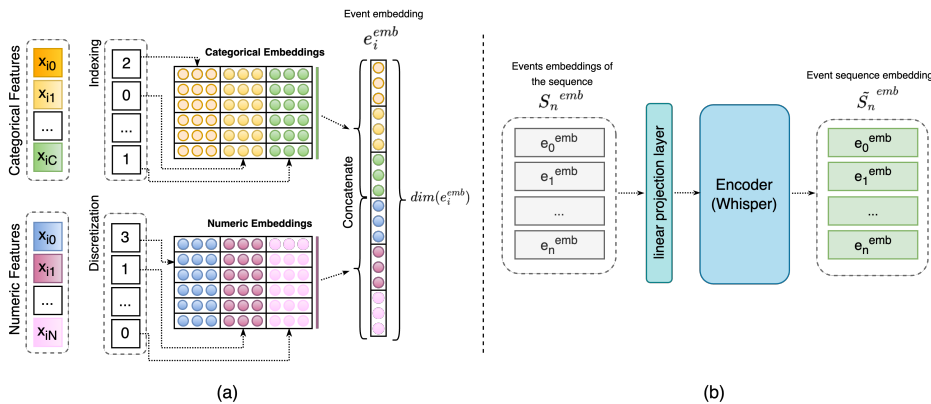 Categorical Features
x_i0
x_i1
...
x_iC
Indexing
2
0
...
1
Categorical Embeddings
Numeric Features
x_i0
x_i1
...
x_iN
Discretization
3
1
...
0
Numeric Embeddings
Event embedding
e_i^emb
Concatenate
dim(e_i^emb)
(a)
Events embeddings of
the sequence
S_n^emb
e_0^emb
e_1^emb
...
e_n^emb
linear projection layer
Encoder
(Whisper)
Event sequence embedding
S̃_n^emb
e_0^emb
e_1^emb
...
e_n^emb
(b)